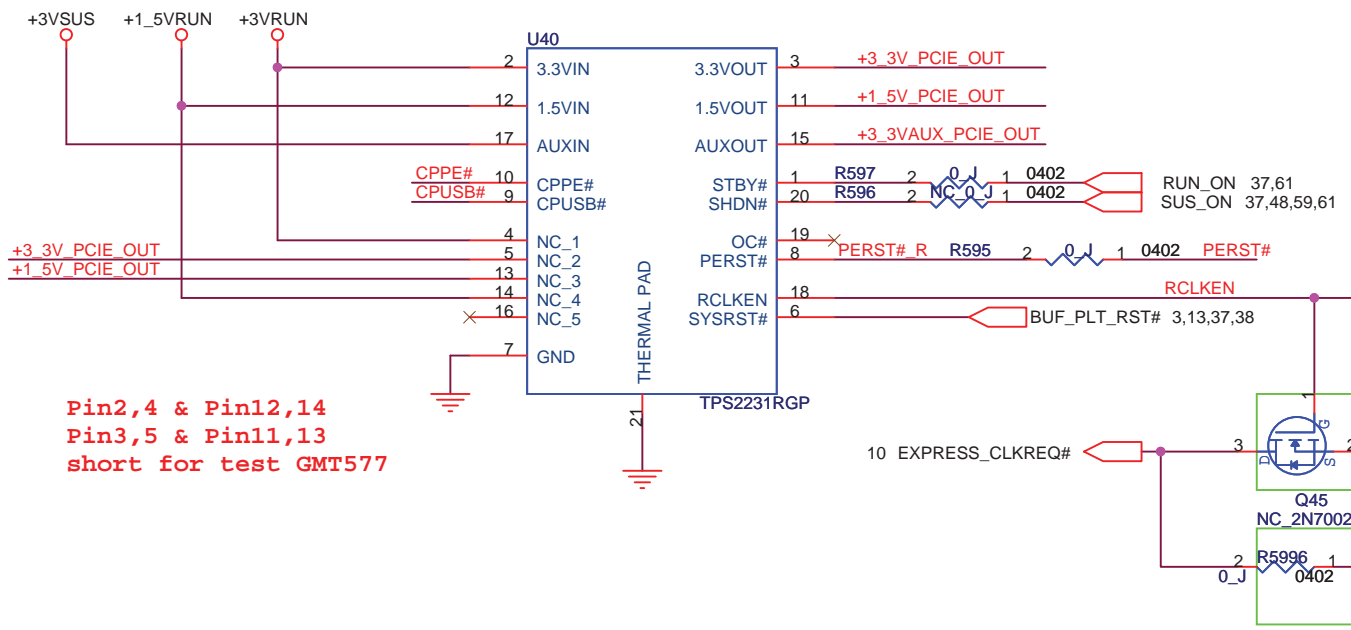 +3VSUS +1_5VRUN +3VRUN
U40
2 3.3VIN 3.3VOUT 3 +3_3V_PCIE_OUT
12 1.5VIN 1.5VOUT 11 +1_5V_PCIE_OUT
17 AUXIN AUXOUT 15 +3_3VAUX_PCIE_OUT
CPPE# 10 CPPE# STBY# 1 R597 2 0_J 1 0402 RUN_ON 37,61
CPUSB# 9 CPUSB# SHDN# 20 R596 2 NC_0_J 1 0402 SUS_ON 37,48,59,61
4 NC_1 OC# 19
+3_3V_PCIE_OUT 5 NC_2 PERST# 8 PERST#_R R595 2 0_J 1 0402 PERST#
+1_5V_PCIE_OUT 13 NC_3
14 NC_4 RCLKEN 18 RCLKEN
16 NC_5 SYSRST# 6 BUF_PLT_RST# 3,13,37,38
7 GND THERMAL PAD
TPS2231RGP
21
Pin2,4 & Pin12,14
Pin3,5 & Pin11,13
short for test GMT577
1
G
10 EXPRESS_CLKREQ# 3 D S 2
Q45
NC_2N7002
2 R5996 1
0_J 0402